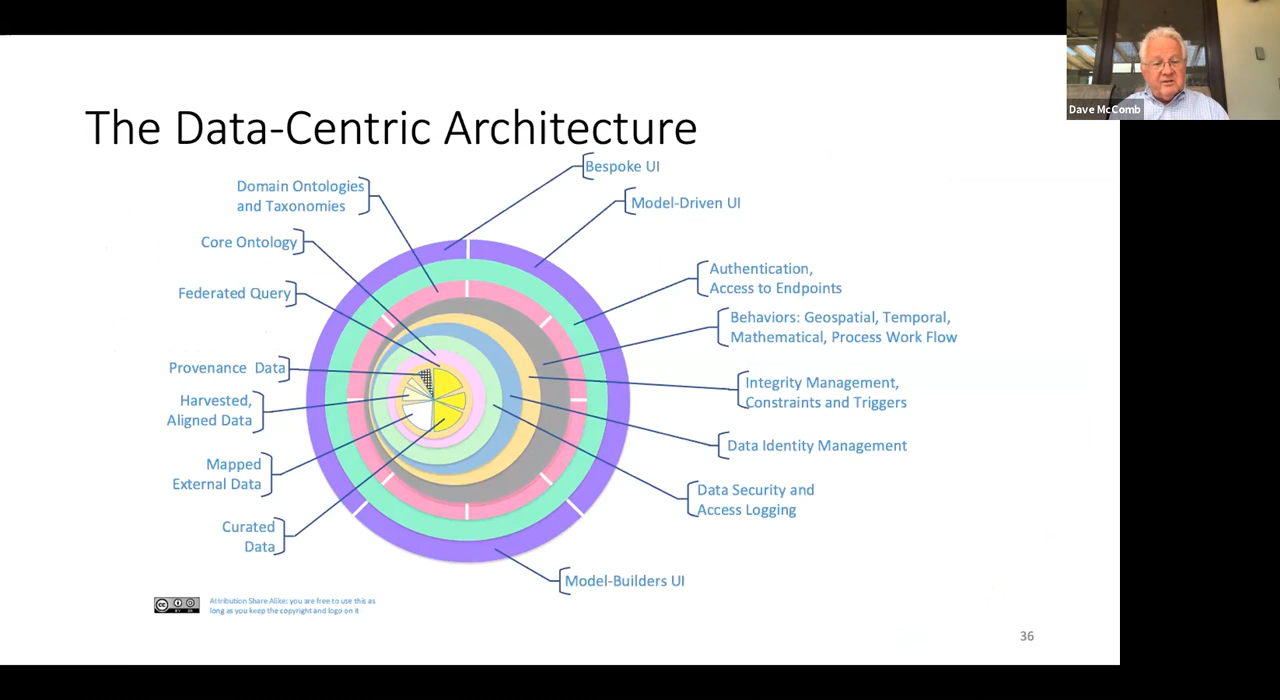 Dave McComb
The Data-Centric Architecture
Bespoke UI
Domain Ontologies
and Taxonomies
Model-Driven UI
Core Ontology
Authentication,
Access to Endpoints
Federated Query
Behaviors: Geospatial, Temporal,
Mathematical, Process Work Flow
Provenance Data
Integrity Management,
Constraints and Triggers
Harvested,
Aligned Data
Data Identity Management
Mapped
External Data
Data Security and
Access Logging
Curated
Data
Model-Builders UI
Attribution Share Alike: you are free to use this as
long as you keep the copyright and logo on it
36